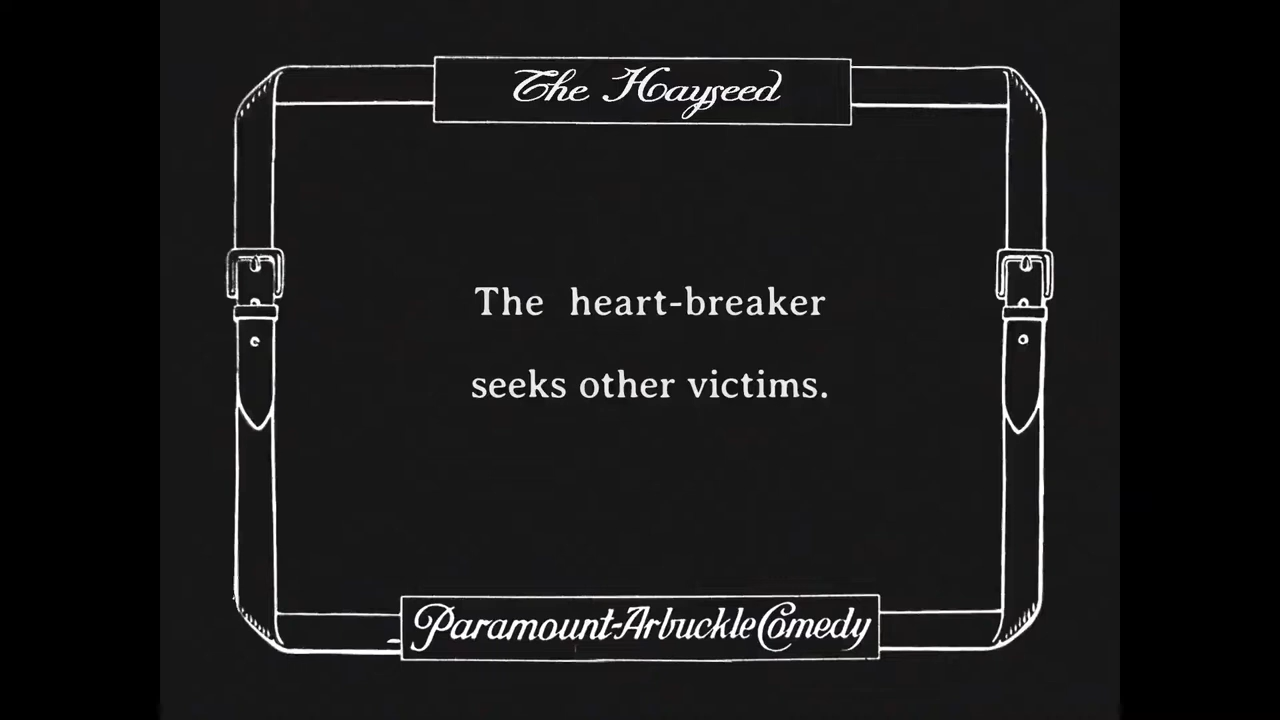 The Hayseed
The heart-breaker
seeks other victims.
Paramount-Arbuckle Comedy